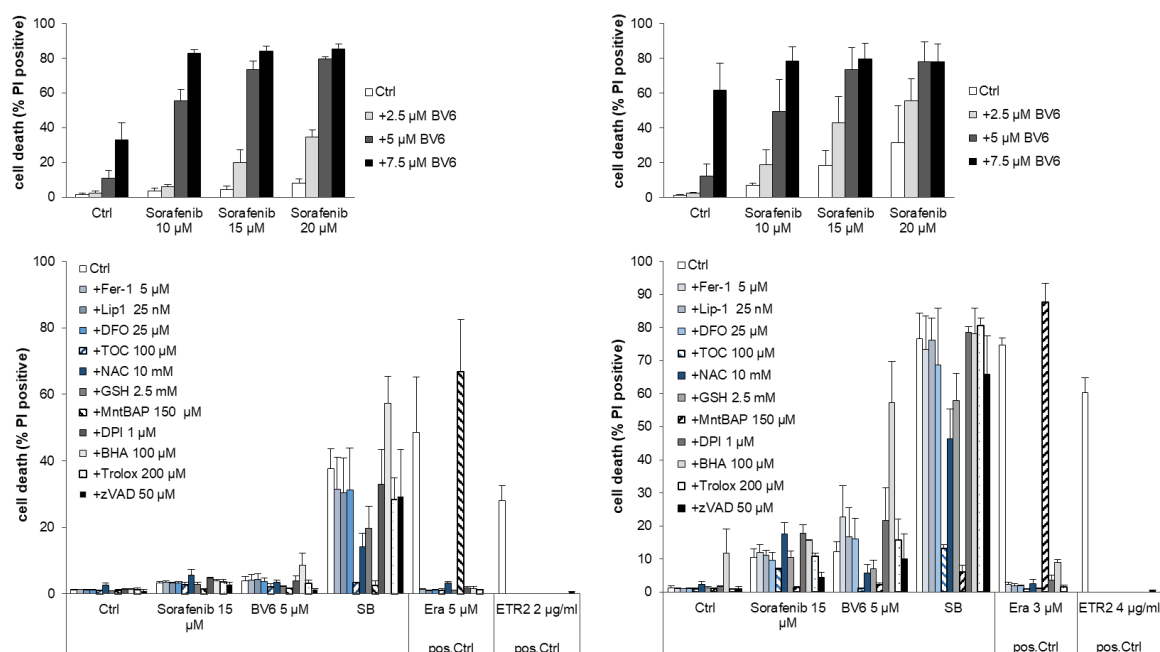 100
80
60
40
20
0
cell death (% PI positive)
Ctrl
Sorafenib
10 µM
Sorafenib
15 µM
Sorafenib
20 µM
Ctrl
+2.5 µM BV6
+5 µM BV6
+7.5 µM BV6
100
80
60
40
20
0
cell death (% PI positive)
Ctrl
Sorafenib
10 µM
Sorafenib
15 µM
Sorafenib
20 µM
Ctrl
+2.5 µM BV6
+5 µM BV6
+7.5 µM BV6
100
80
60
40
20
0
cell death (% PI positive)
Ctrl
+Fer-1 5 µM
+Lip1 25 nM
+DFO 25 µM
+TOC 100 µM
+NAC 10 mM
+GSH 2.5 mM
+MntBAP 150 µM
+DPI 1 µM
+BHA 100 µM
+Trolox 200 µM
+zVAD 50 µM
Ctrl
Sorafenib 15
µM
BV6 5 µM
SB
Era 5 µM
ETR2 2 µg/ml
pos.Ctrl
pos.Ctrl
100
90
80
70
60
50
40
30
20
10
0
cell death (% PI positive)
Ctrl
+Fer-1 5 µM
+Lip-1 25 nM
+DFO 25 µM
+TOC 100 µM
+NAC 10 mM
+GSH 2.5 mM
+MntBAP 150 µM
+DPI 1 µM
+BHA 100 µM
+Trolox 200 µM
+zVAD 50 µM
Ctrl
Sorafenib 15
µM
BV6 5 µM
SB
Era 3 µM
ETR2 4 µg/ml
pos.Ctrl
pos.Ctrl